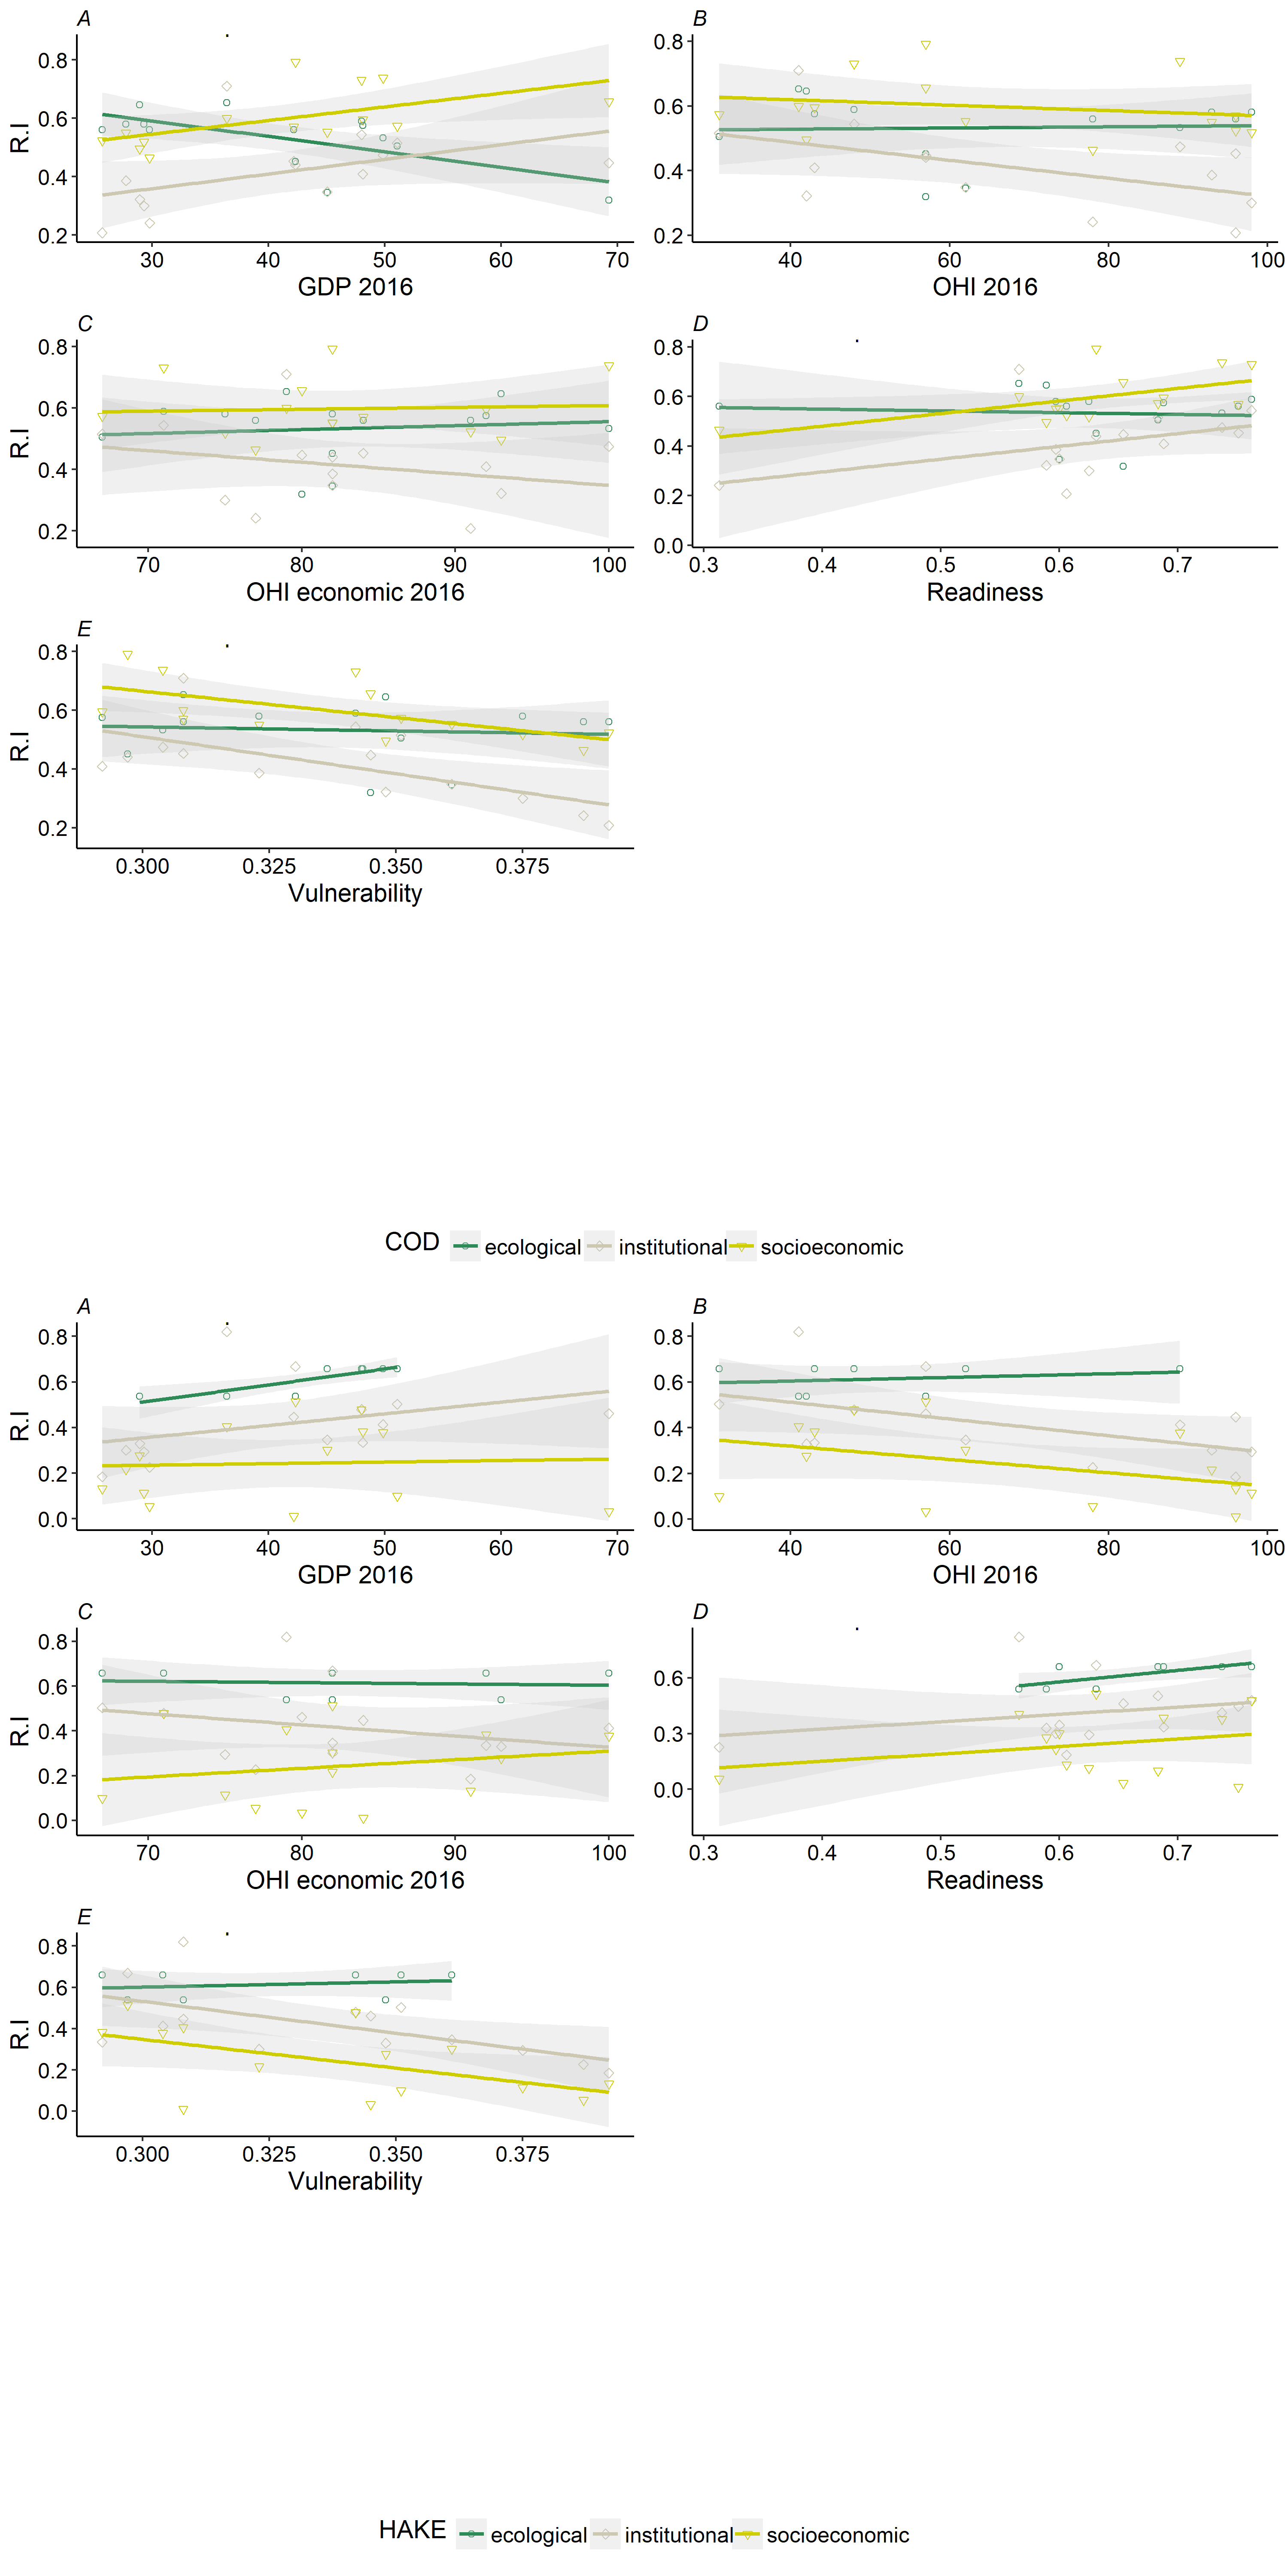 A
R.I
0.8
0.6
0.4
0.2
30 40 50 60 70
GDP 2016
B
0.8
0.6
0.4
0.2
40 60 80 100
OHI 2016
C
R.I
0.8
0.6
0.4
0.2
70 80 90 100
OHI economic 2016
D
0.8
0.6
0.4
0.2
0.0
0.3 0.4 0.5 0.6 0.7
Readiness
E
R.I
0.8
0.6
0.4
0.2
0.300 0.325 0.350 0.375
Vulnerability
COD ecological institutional socioeconomic
A
R.I
0.8
0.6
0.4
0.2
0.0
30 40 50 60 70
GDP 2016
B
0.8
0.6
0.4
0.2
0.0
40 60 80 100
OHI 2016
C
R.I
0.8
0.6
0.4
0.2
0.0
70 80 90 100
OHI economic 2016
D
0.6
0.3
0.0
0.3 0.4 0.5 0.6 0.7
Readiness
E
R.I
0.8
0.6
0.4
0.2
0.0
0.300 0.325 0.350 0.375
Vulnerability
HAKE ecological institutional socioeconomic